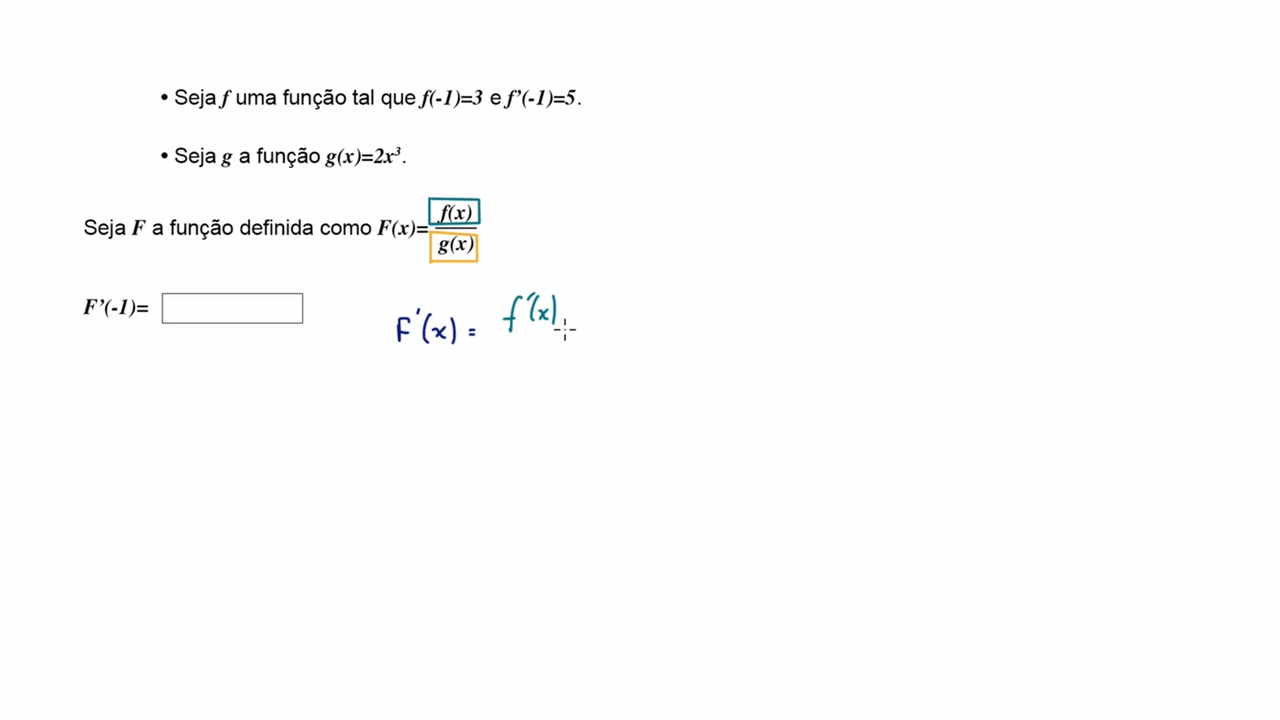 • Seja f uma função tal que f(-1)=3 e f’(-1)=5.
• Seja g a função g(x)=2x³.
Seja F a função definida como F(x)= f(x)
g(x)
F’(-1)=
F'(x) = f'(x)